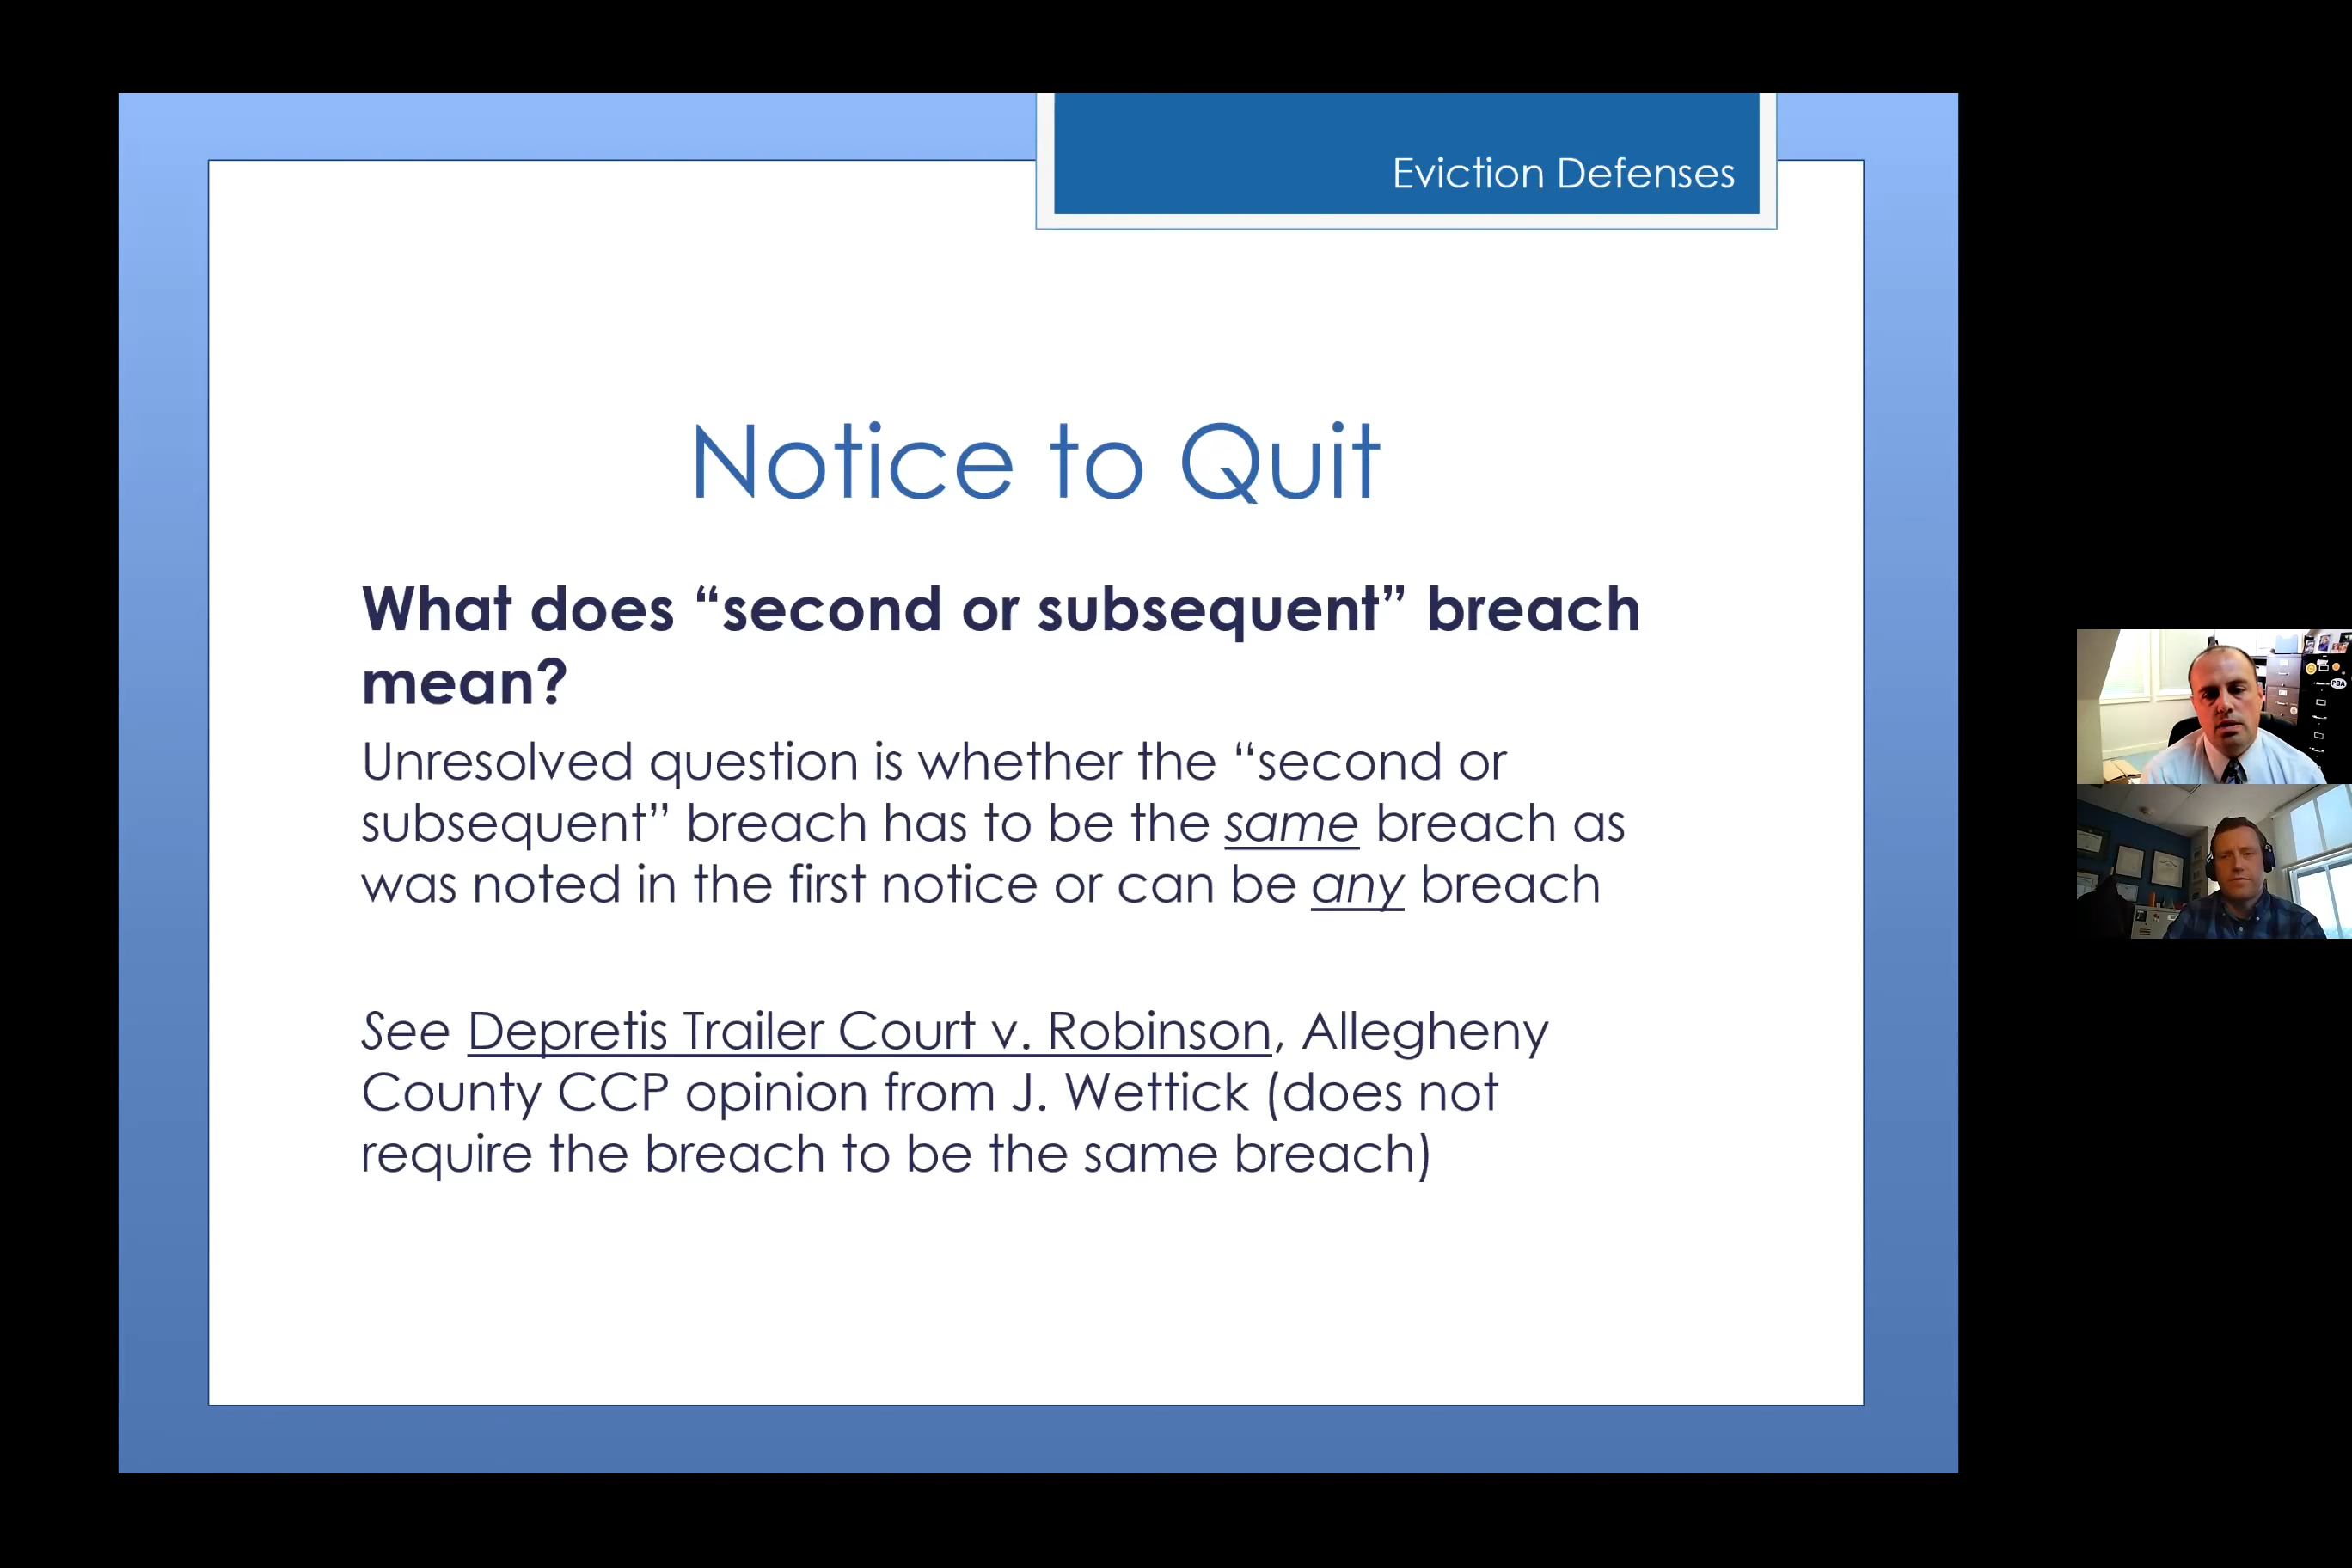 Eviction Defenses
Notice to Quit
What does “second or subsequent” breach
mean?
Unresolved question is whether the “second or
subsequent” breach has to be the same breach as
was noted in the first notice or can be any breach
See Depretis Trailer Court v. Robinson, Allegheny
County CCP opinion from J. Wettick (does not
require the breach to be the same breach)
PBA